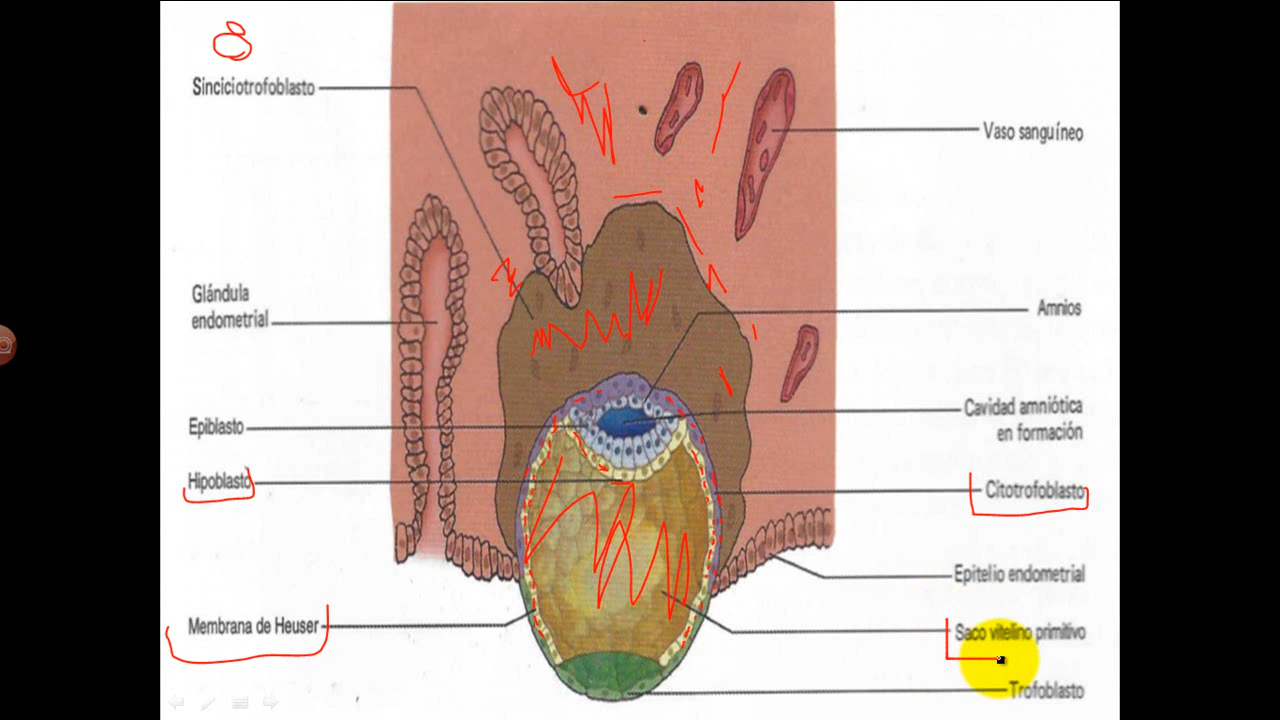 8
Sinciciotrofoblasto
Vaso sanguíneo
Glándula
endometrial
Amnios
Cavidad amniótica
en formación
Epiblasto
Hipoblasto
Citotrofoblasto
Epitelio endometrial
Membrana de Heuser
Saco vitelino primitivo
Trofoblasto